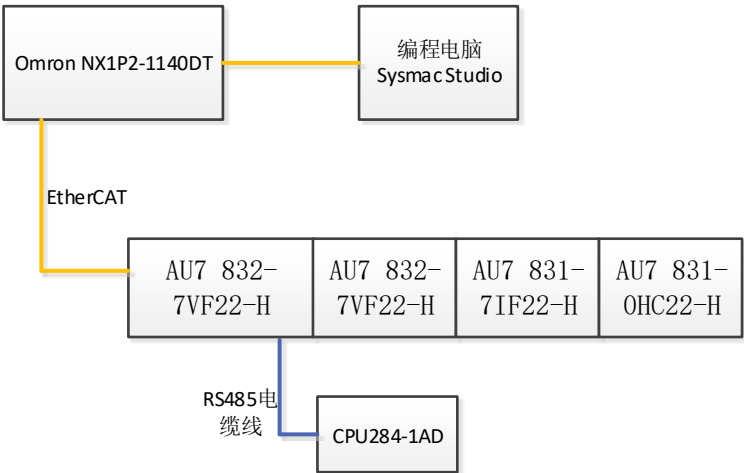 Omron NX1P2-1140DT
编程电脑
Sysmac Studio
EtherCAT
AU7 832-
7VF22-H
AU7 832-
7VF22-H
AU7 831-
7IF22-H
AU7 831-
0HC22-H
RS485电
缆线
CPU284-1AD